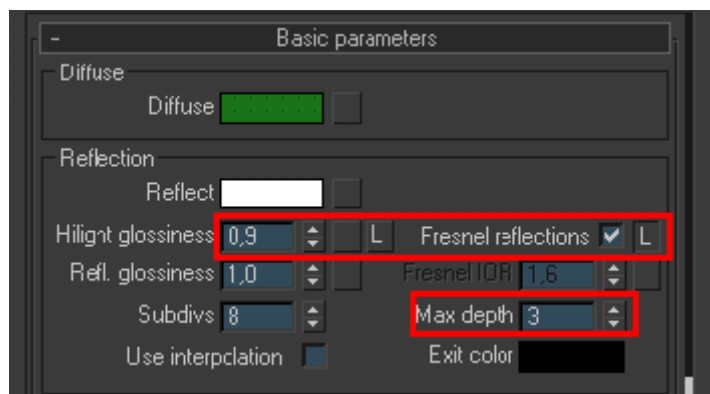 - Basic parameters
Diffuse
Diffuse
Reflection
Reflect
Hilight glossiness 0,9 L Fresnel reflections L
Refl. glossiness 1,0 Fresnel IOR 1,6
Subdivs 8 Max depth 3
Use interpolation Exit color